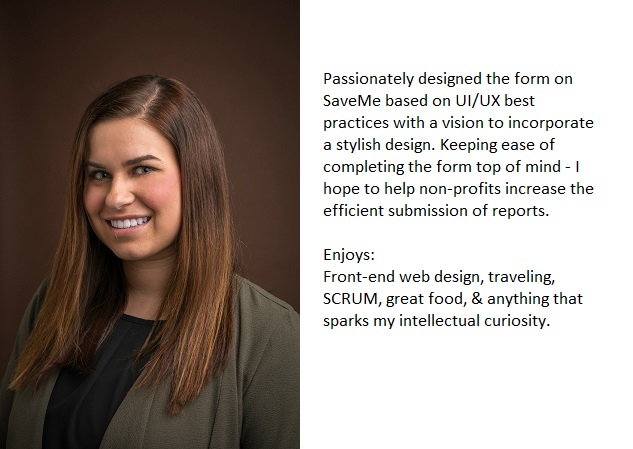 Passionately designed the form on
SaveMe based on UI/UX best
practices with a vision to incorporate
a stylish design. Keeping ease of
completing the form top of mind - I
hope to help non-profits increase the
efficient submission of reports.
Enjoys:
Front-end web design, traveling,
SCRUM, great food, & anything that
sparks my intellectual curiosity.